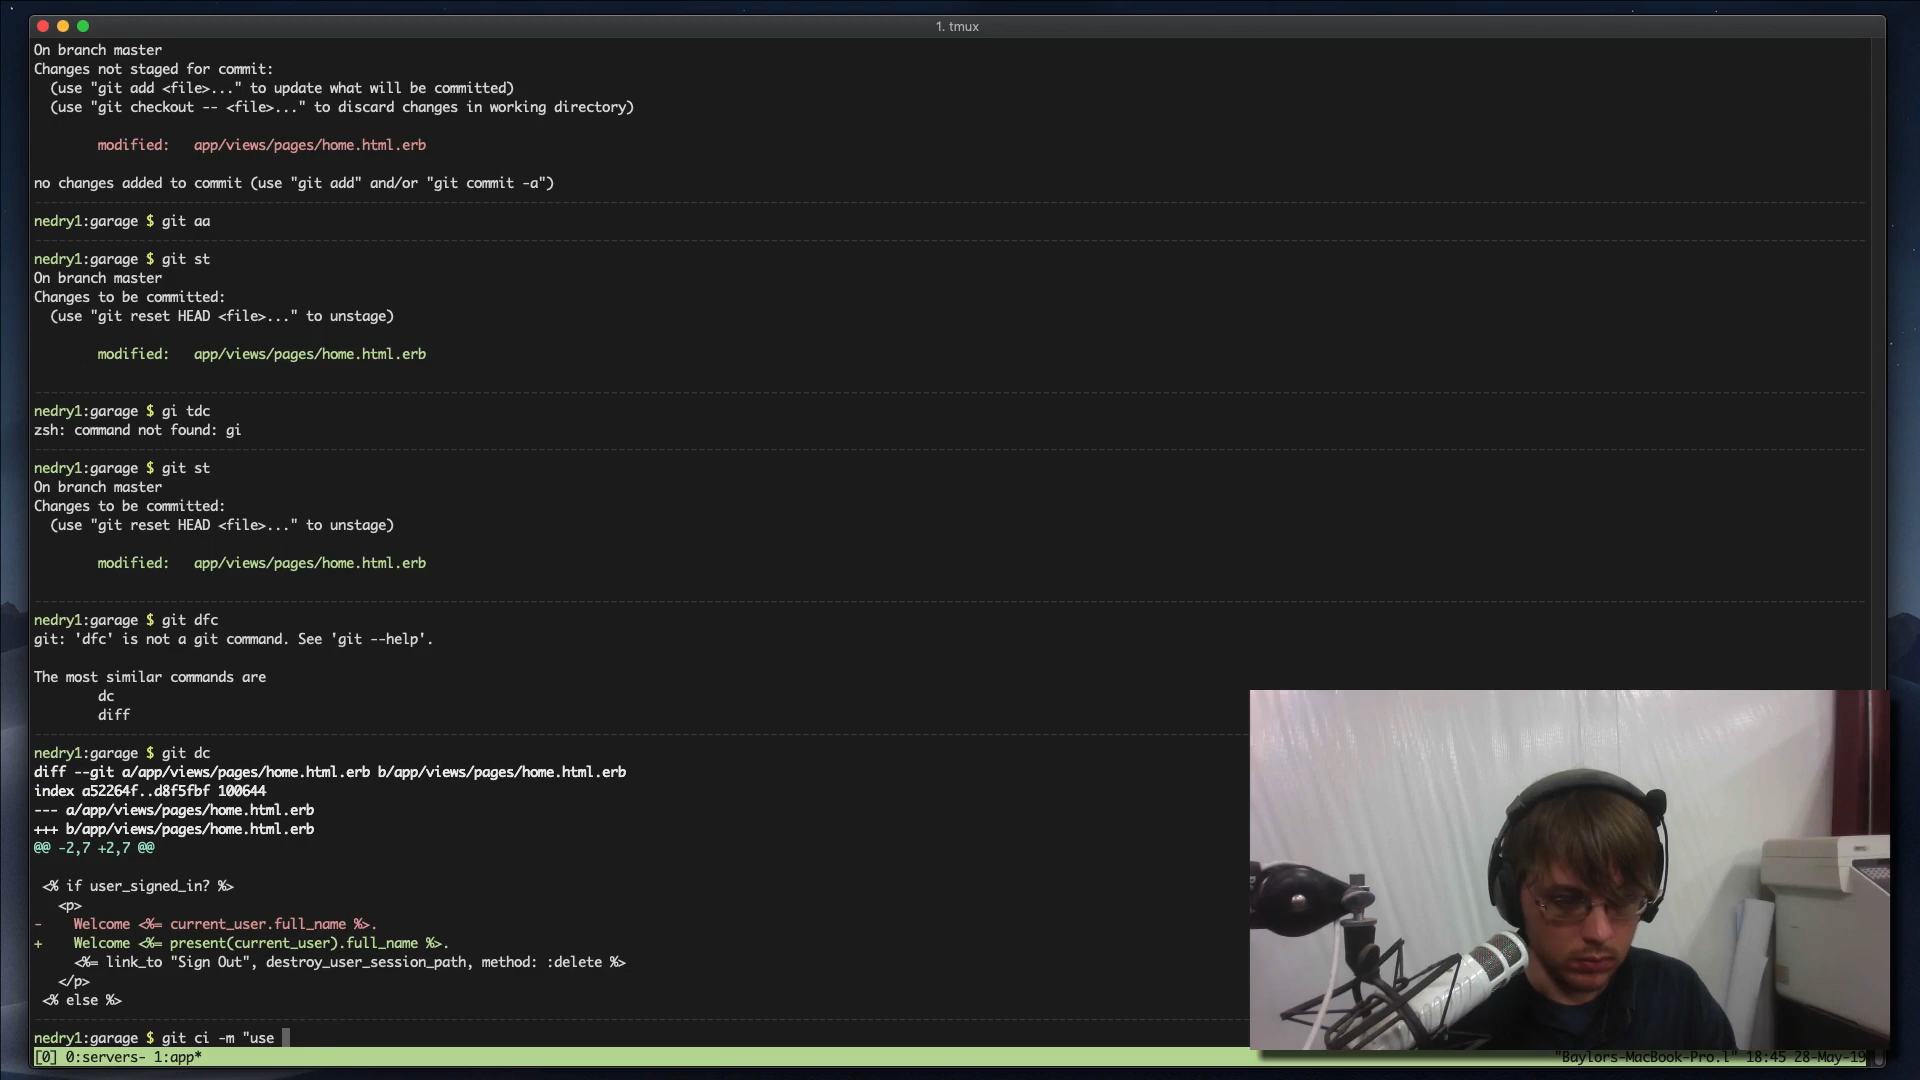 1. tmux
On branch master
Changes not staged for commit:
(use "git add <file>..." to update what will be committed)
(use "git checkout -- <file>..." to discard changes in working directory)
modified:   app/views/pages/home.html.erb
no changes added to commit (use "git add" and/or "git commit -a")
nedry1:garage $ git aa
nedry1:garage $ git st
On branch master
Changes to be committed:
(use "git reset HEAD <file>..." to unstage)
modified:   app/views/pages/home.html.erb
nedry1:garage $ gi tdc
zsh: command not found: gi
nedry1:garage $ git st
On branch master
Changes to be committed:
(use "git reset HEAD <file>..." to unstage)
modified:   app/views/pages/home.html.erb
nedry1:garage $ git dfc
git: 'dfc' is not a git command. See 'git --help'.
The most similar commands are
dc
diff
nedry1:garage $ git dc
diff --git a/app/views/pages/home.html.erb b/app/views/pages/home.html.erb
index a52264f..d8f5fbf 100644
--- a/app/views/pages/home.html.erb
+++ b/app/views/pages/home.html.erb
@@ -2,7 +2,7 @@
<% if user_signed_in? %>
<p>
-    Welcome <%= current_user.full_name %>.
+    Welcome <%= present(current_user).full_name %>.
<%= link_to "Sign Out", destroy_user_session_path, method: :delete %>
</p>
<% else %>
nedry1:garage $ git ci -m "use
[0] 0:servers- 1:app* "Baylors-MacBook-Pro.l" 18:45 28-May-19